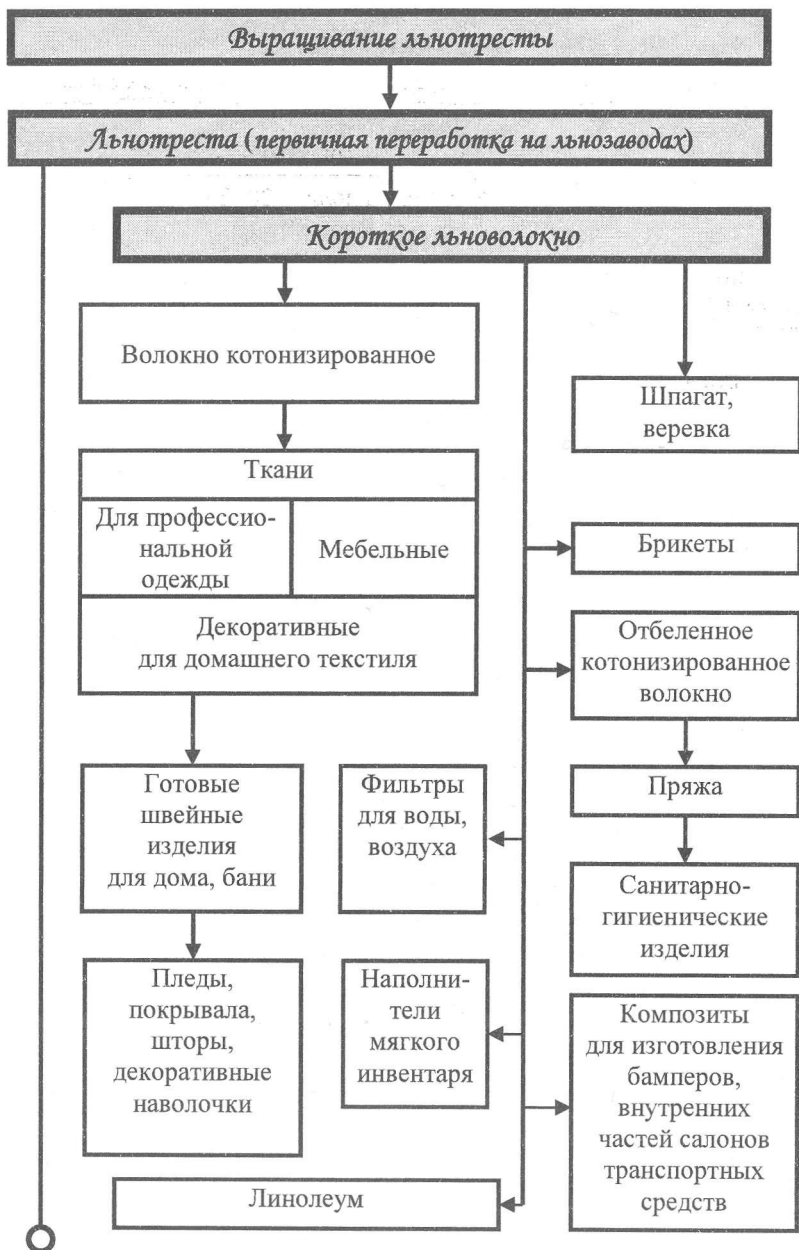 Выращивание льнотресты
Льнотреста (первичная переработка на льнозаводах)
Короткое льноволокно
Волокно котонизированное
Ткани
Для профессио-
нальной
одежды
Мебельные
Декоративные
для домашнего текстиля
Готовые
швейные
изделия
для дома, бани
Пледы,
покрывала,
шторы,
декоративные
наволочки
Фильтры
для воды,
воздуха
Наполни-
тели
мягкого
инвентаря
Линолеум
Шпагат,
веревка
Брикеты
Отбеленное
котонизированное
волокно
Пряжа
Санитарно-
гигиенические
изделия
Композиты
для изготовления
бамперов,
внутренних
частей салонов
транспортных
средств